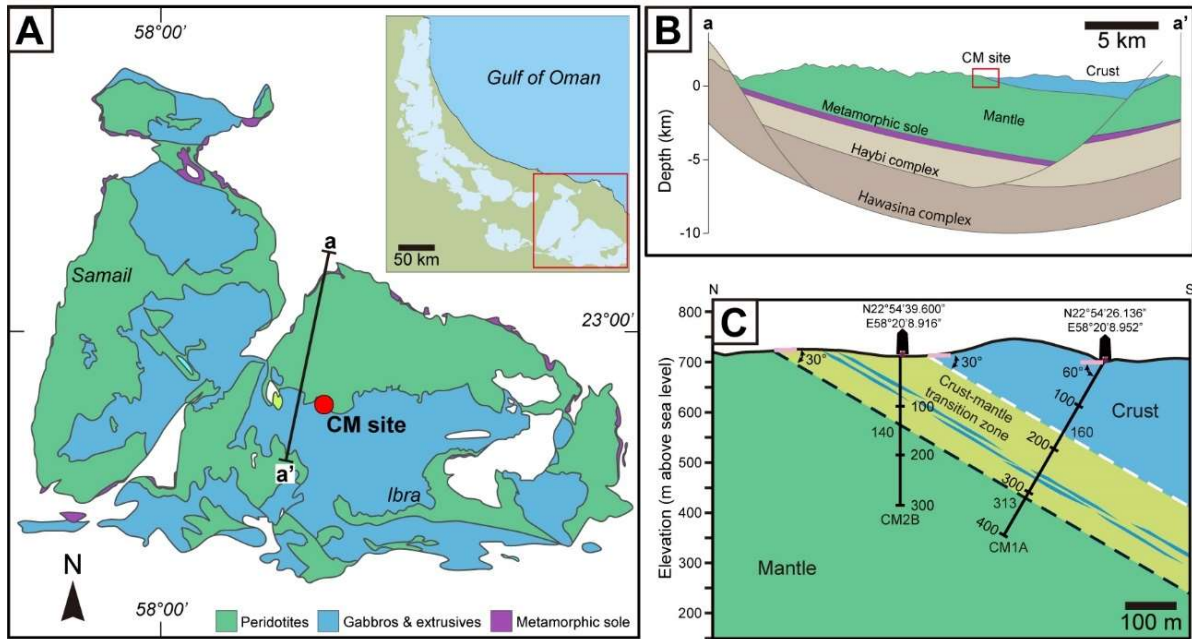 A
58°00'
Gulf of Oman
50 km
Samail
a
23°00'
CM site
a'
Ibra
N
58°00'
Peridotites
Gabbros & extrusives
Metamorphic sole
B
a
a'
5 km
CM site
Crust
0
Metamorphic sole
Mantle
Depth (km)
-5
Haybi complex
Hawasina complex
-10
N
S
C
N22°54'39.600"
E58°20'8.916"
N22°54'26.136"
E58°20'8.952"
800
700
600
500
400
300
200
Elevation (m above sea level)
30°
30°
60°
Crust-mantle
transition zone
Crust
100
140
200
300
CM2B
100
160
200
300
313
400
CM1A
Mantle
100 m